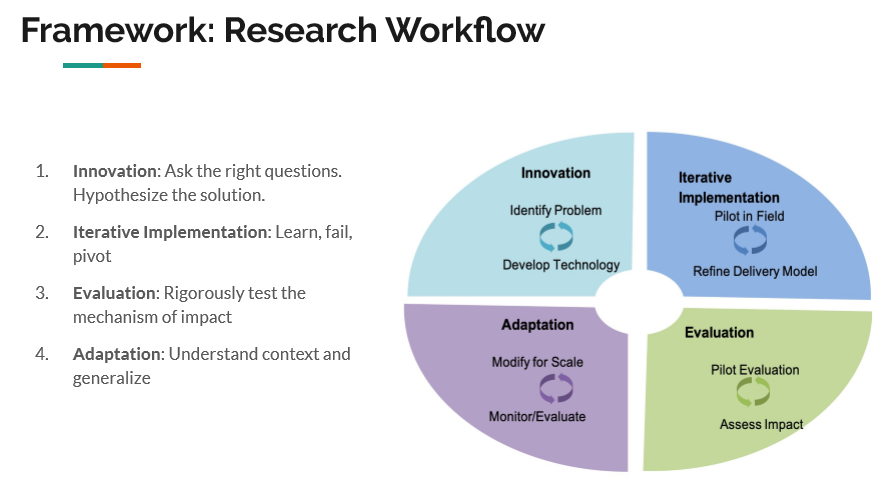 Framework: Research Workflow
1. Innovation: Ask the right questions.
Hypothesize the solution.
2. Iterative Implementation: Learn, fail,
pivot
3. Evaluation: Rigorously test the
mechanism of impact
4. Adaptation: Understand context and
generalize
Innovation
Identify Problem
Develop Technology
Iterative
Implementation
Pilot in Field
Refine Delivery Model
Adaptation
Modify for Scale
Monitor/Evaluate
Evaluation
Pilot Evaluation
Assess Impact